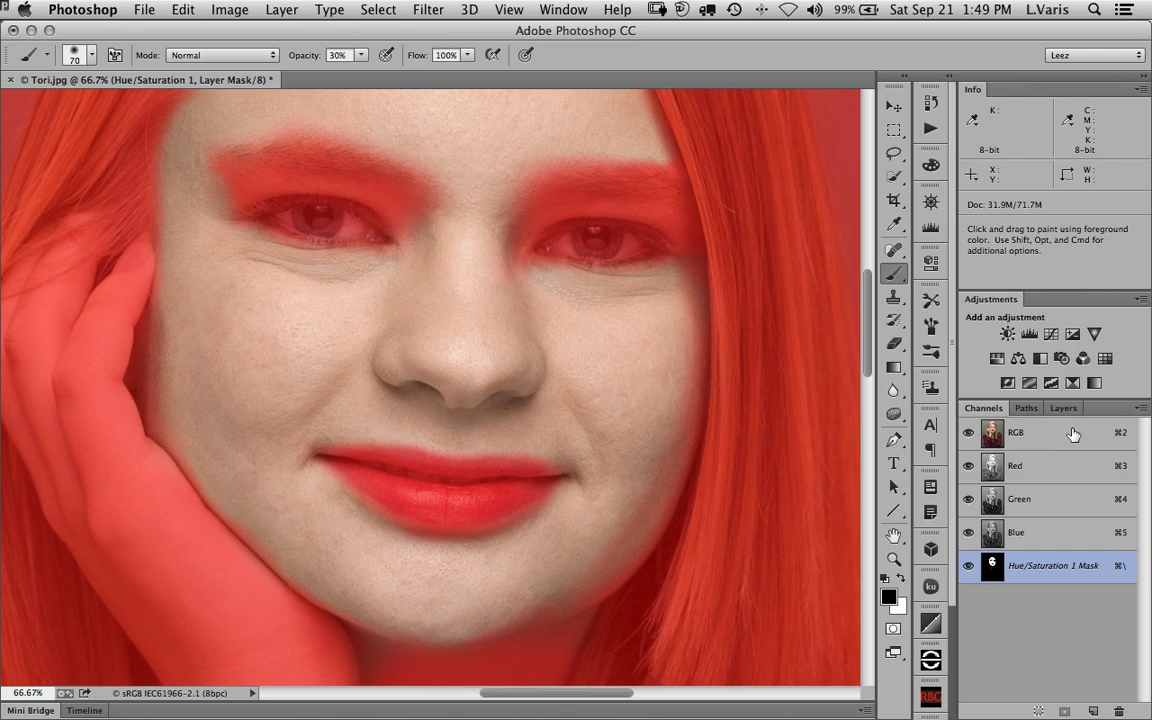 Photoshop File Edit Image Layer Type Select Filter 3D View Window Help 99% Sat Sep 21 1:49 PM L.Varis
Adobe Photoshop CC
70 Mode: Normal Opacity: 30% Flow: 100% Leez
× © Tori.jpg @ 66.7% (Hue/Saturation 1, Layer Mask/8) *
Info
K:
8-bit
C:
M:
Y:
K:
8-bit
X:
Y:
W:
H:
Doc: 31.9M/71.7M
Click and drag to paint using foreground
color. Use Shift, Opt, and Cmd for
additional options.
Adjustments
Add an adjustment
Channels Paths Layers
RGB ⌘2
Red ⌘3
Green ⌘4
Blue ⌘5
Hue/Saturation 1 Mask ⌘\
ku
RBG
66.67% © sRGB IEC61966-2.1 (8bpc)
Mini Bridge Timeline